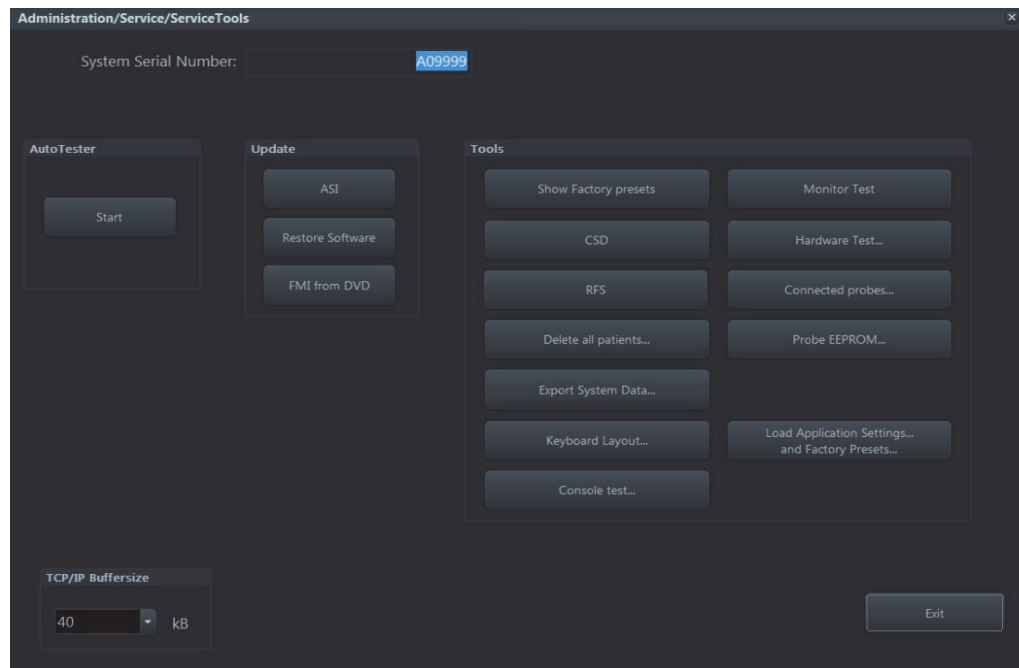 Administration/Service/ServiceTools
System Serial Number: A09999
AutoTester
Start
Update
ASI
Restore Software
FMI from DVD
Tools
Show Factory presets
Monitor Test
CSD
Hardware Test...
RFS
Connected probes...
Delete all patients...
Probe EEPROM...
Export System Data...
Keyboard Layout...
Load Application Settings...
and Factory Presets...
Console test...
TCP/IP Buffersize
40 kB
Exit